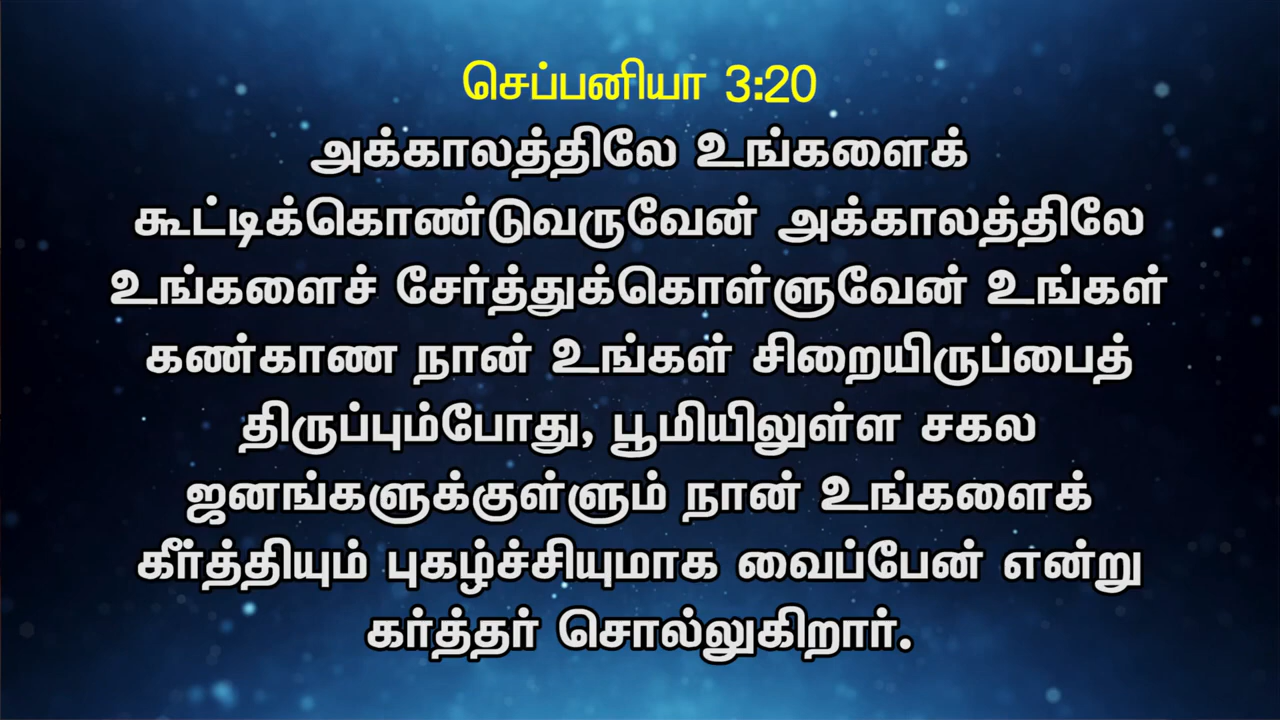 செப்பனியா 3:20
அக்காலத்திலே உங்களைக்
கூட்டிக்கொண்டுவருவேன் அக்காலத்திலே
உங்களைச் சேர்த்துக்கொள்ளுவேன் உங்கள்
கண்காண நான் உங்கள் சிறையிருப்பைத்
திருப்பும்போது, பூமியிலுள்ள சகல
ஜனங்களுக்குள்ளும் நான் உங்களைக்
கீர்த்தியும் புகழ்ச்சியுமாக வைப்பேன் என்று
கர்த்தர் சொல்லுகிறார்.